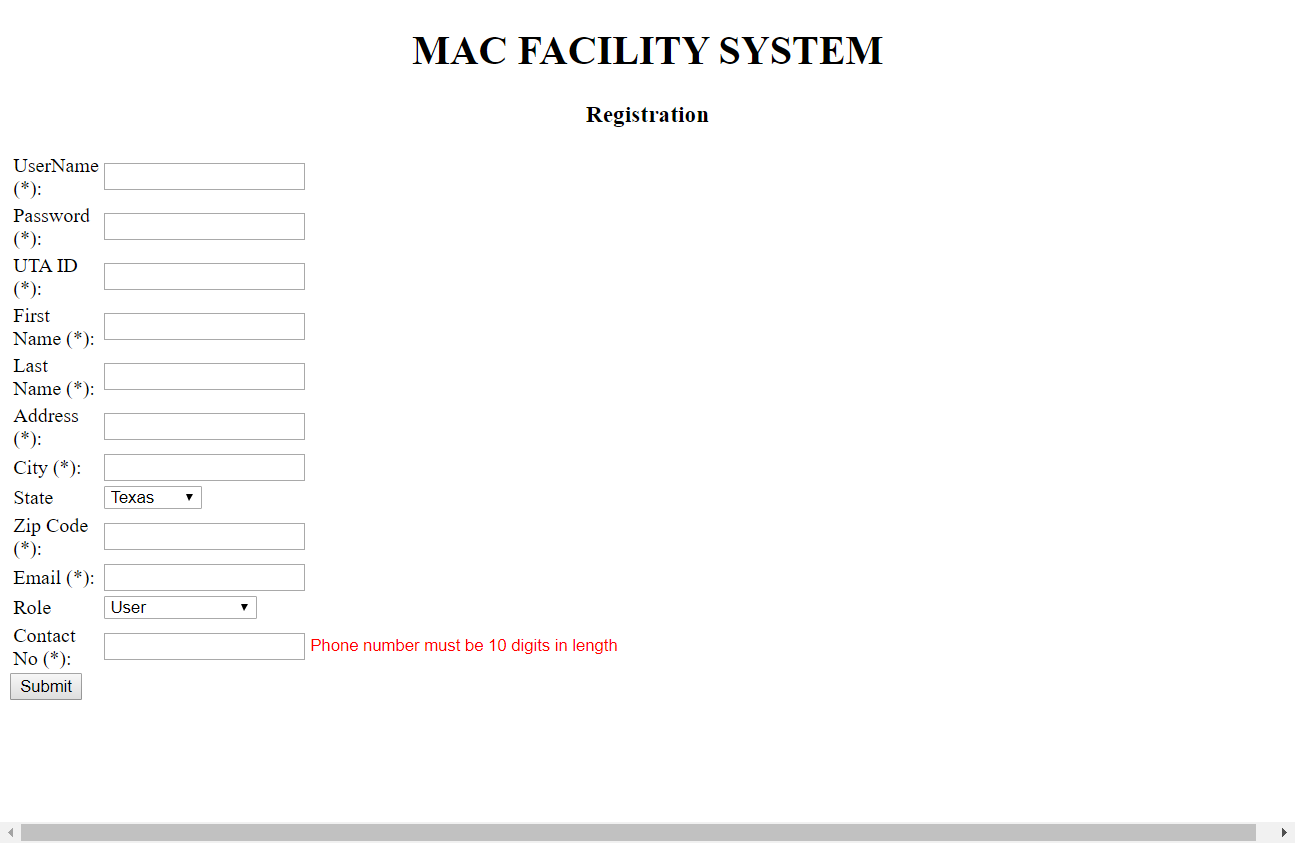 MAC FACILITY SYSTEM
Registration
UserName
(*):
Password
(*):
UTA ID
(*):
First
Name (*):
Last
Name (*):
Address
(*):
City (*):
State Texas
Zip Code
(*):
Email (*):
Role User
Contact
No (*): Phone number must be 10 digits in length
Submit